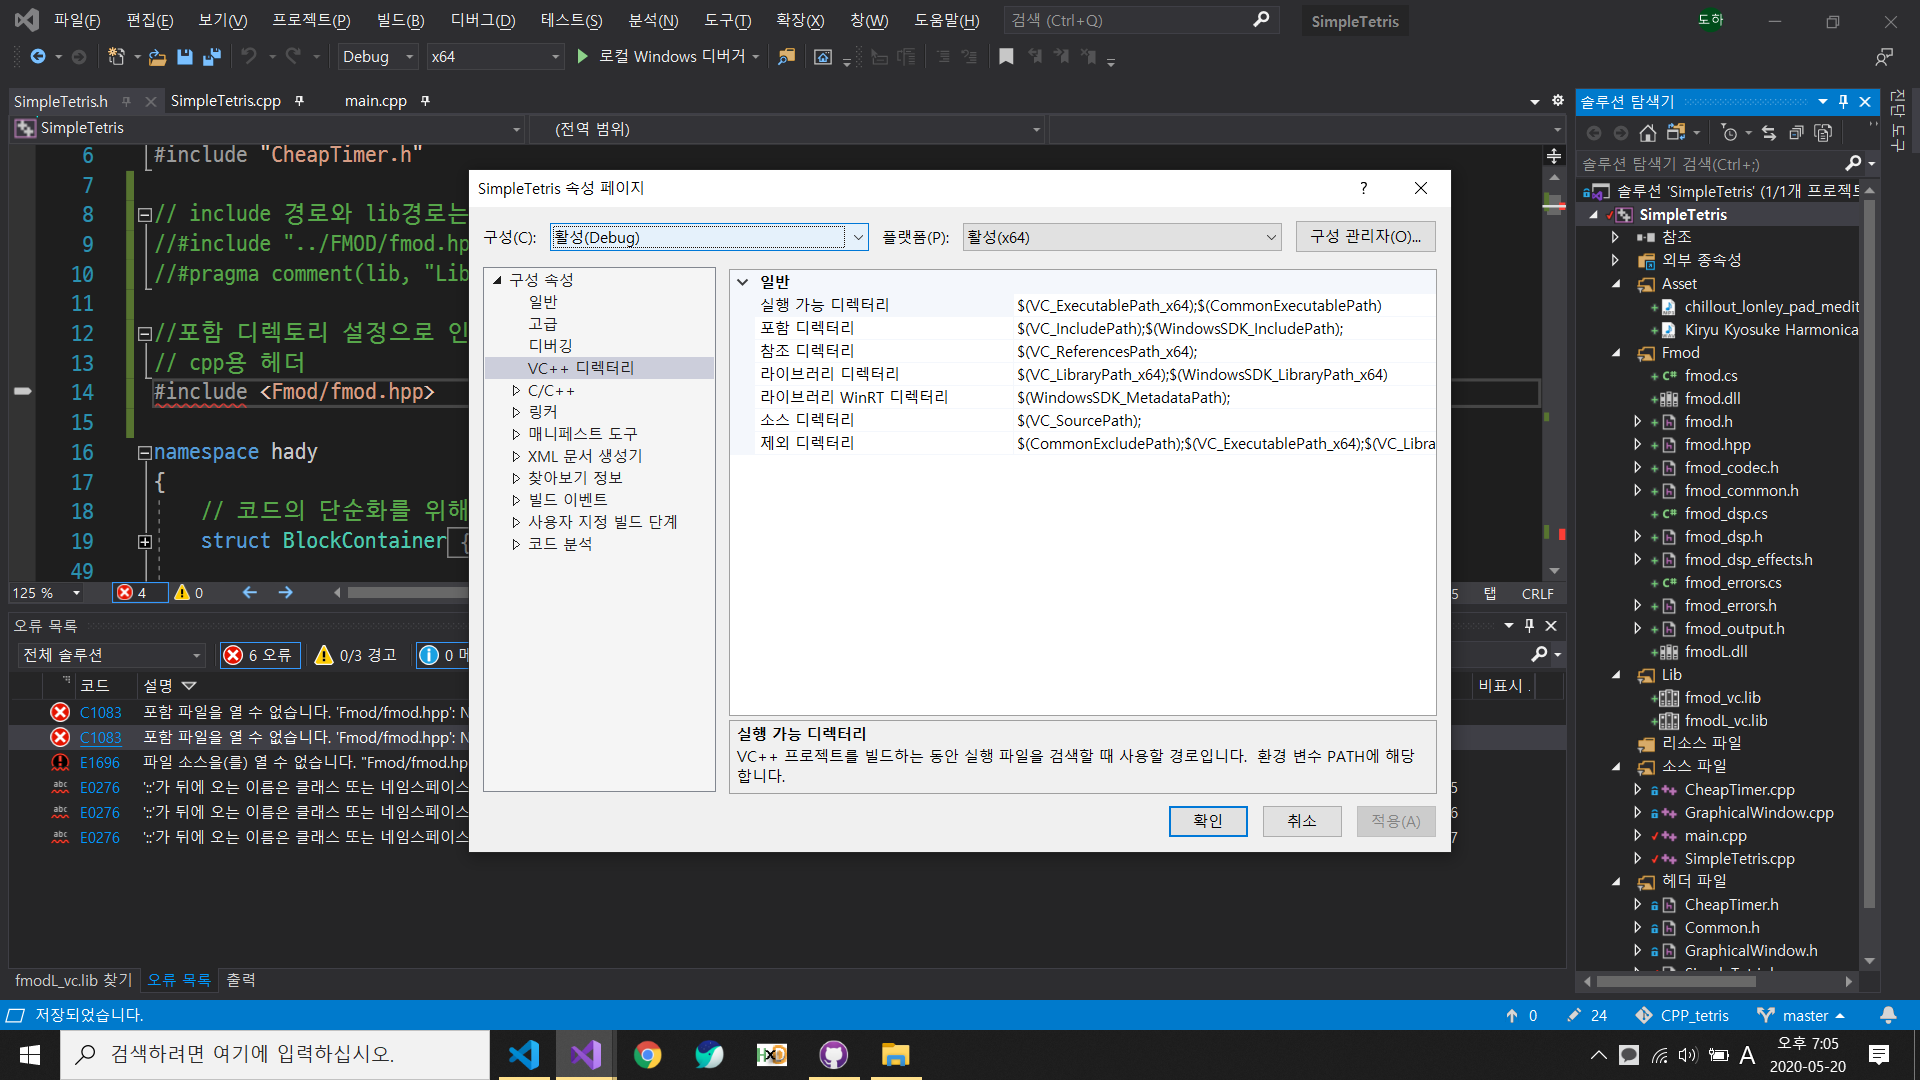 파일(F) 편집(E) 보기(V) 프로젝트(P) 빌드(B) 디버그(D) 테스트(S) 분석(N) 도구(T) 확장(X) 창(W) 도움말(H) 검색 (Ctrl+Q) SimpleTetris 도하
Debug x64 로컬 Windows 디버거
SimpleTetris.h SimpleTetris.cpp main.cpp
SimpleTetris (전역 범위)
6 #include "CheapTimer.h"
7
8 // include 경로와 lib경로는
9 //#include "../FMOD/fmod.hp
10 //#pragma comment(lib, "Lib
11
12 //포함 디렉토리 설정으로 인
13 // cpp용 헤더
14 #include <Fmod/fmod.hpp>
15
16 namespace hady
17 {
18 // 코드의 단순화를 위해
19 struct BlockContainer {
49
125 % 4 0 탭 CRLF
SimpleTetris 속성 페이지 ?
구성(C): 활성(Debug) 플랫폼(P): 활성(x64) 구성 관리자(O)...
구성 속성
일반
고급
디버깅
VC++ 디렉터리
C/C++
링커
매니페스트 도구
XML 문서 생성기
찾아보기 정보
빌드 이벤트
사용자 지정 빌드 단계
코드 분석
일반
실행 가능 디렉터리 $(VC_ExecutablePath_x64);$(CommonExecutablePath)
포함 디렉터리 $(VC_IncludePath);$(WindowsSDK_IncludePath);
참조 디렉터리 $(VC_ReferencesPath_x64);
라이브러리 디렉터리 $(VC_LibraryPath_x64);$(WindowsSDK_LibraryPath_x64)
라이브러리 WinRT 디렉터리 $(WindowsSDK_MetadataPath);
소스 디렉터리 $(VC_SourcePath);
제외 디렉터리 $(CommonExcludePath);$(VC_ExecutablePath_x64);$(VC_Libra
실행 가능 디렉터리
VC++ 프로젝트를 빌드하는 동안 실행 파일을 검색할 때 사용할 경로입니다. 환경 변수 PATH에 해당
합니다.
확인 취소 적용(A)
오류 목록
전체 솔루션 6 오류 0/3 경고 0 메
코드 설명 비표시
C1083 포함 파일을 열 수 없습니다. 'Fmod/fmod.hpp': N
C1083 포함 파일을 열 수 없습니다. 'Fmod/fmod.hpp': N
E1696 파일 소스을(를) 열 수 없습니다. "Fmod/fmod.hp
E0276 '::'가 뒤에 오는 이름은 클래스 또는 네임스페이스 5
E0276 '::'가 뒤에 오는 이름은 클래스 또는 네임스페이스 6
E0276 '::'가 뒤에 오는 이름은 클래스 또는 네임스페이스 7
fmodL_vc.lib 찾기 오류 목록 출력
솔루션 탐색기
솔루션 탐색기 검색(Ctrl+;)
솔루션 'SimpleTetris' (1/1개 프로젝트
SimpleTetris
참조
외부 종속성
Asset
chillout_lonley_pad_medit
Kiryu Kyosuke Harmonica
Fmod
fmod.cs
fmod.dll
fmod.h
fmod.hpp
fmod_codec.h
fmod_common.h
fmod_dsp.cs
fmod_dsp.h
fmod_dsp_effects.h
fmod_errors.cs
fmod_errors.h
fmod_output.h
fmodL.dll
Lib
fmod_vc.lib
fmodL_vc.lib
리소스 파일
소스 파일
CheapTimer.cpp
GraphicalWindow.cpp
main.cpp
SimpleTetris.cpp
헤더 파일
CheapTimer.h
Common.h
GraphicalWindow.h
진단 도구
저장되었습니다. 0 24 CPP_tetris master
검색하려면 여기에 입력하십시오.
A 오후 7:05
2020-05-20